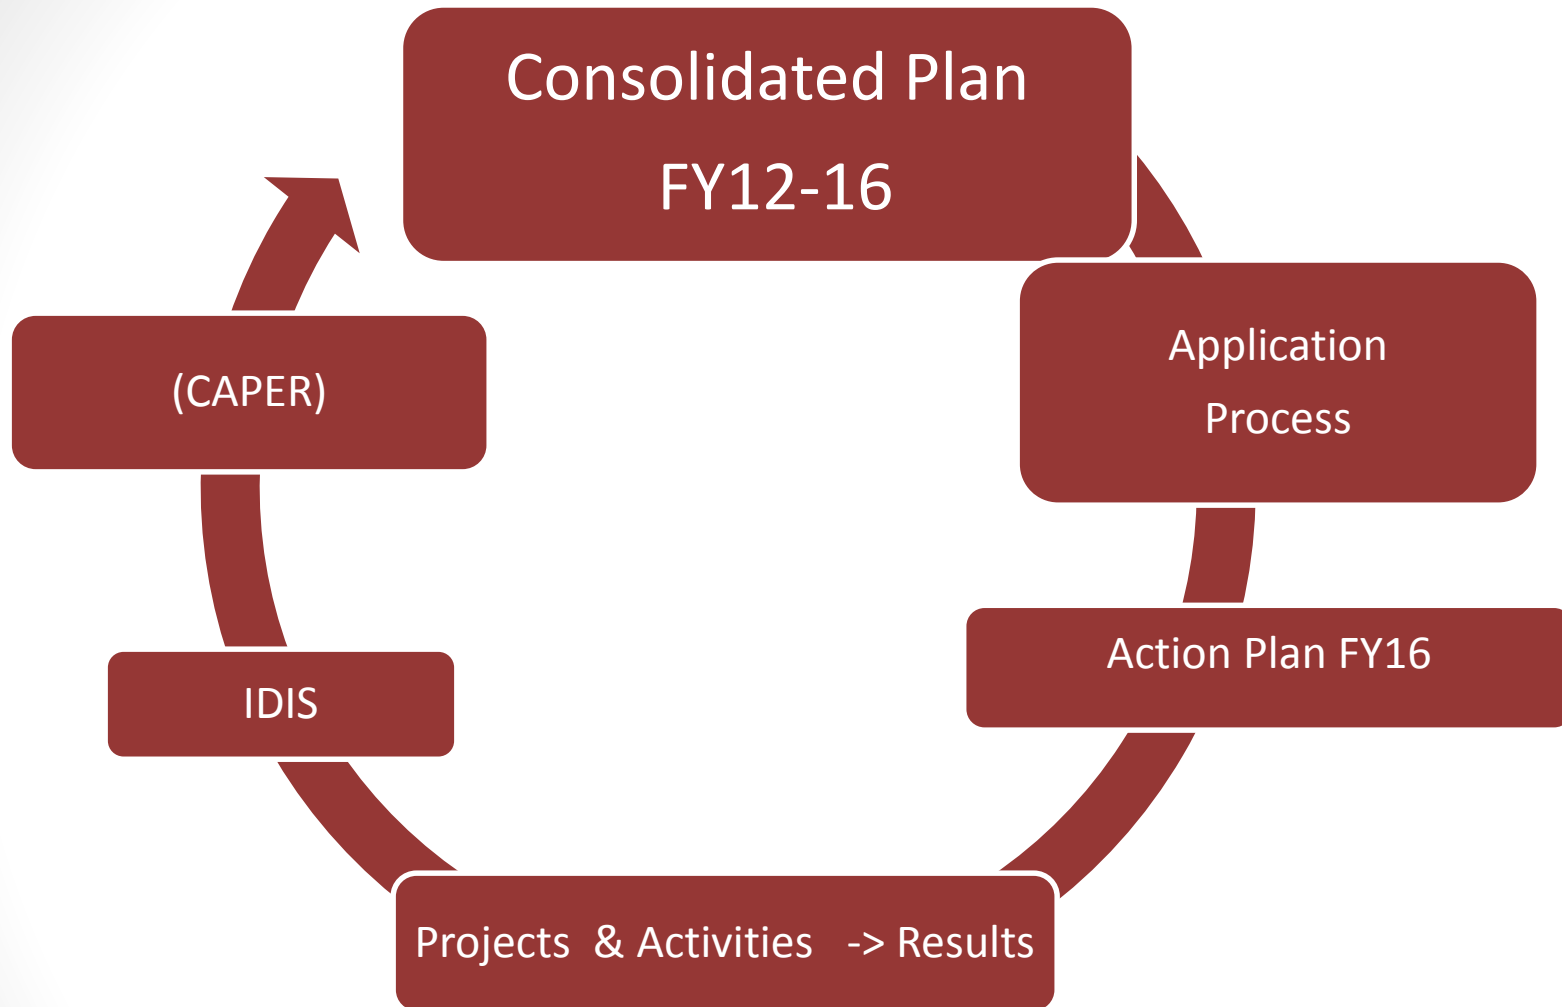 Consolidated Plan
FY12-16
Application
Process
Action Plan FY16
Projects & Activities -> Results
IDIS
(CAPER)